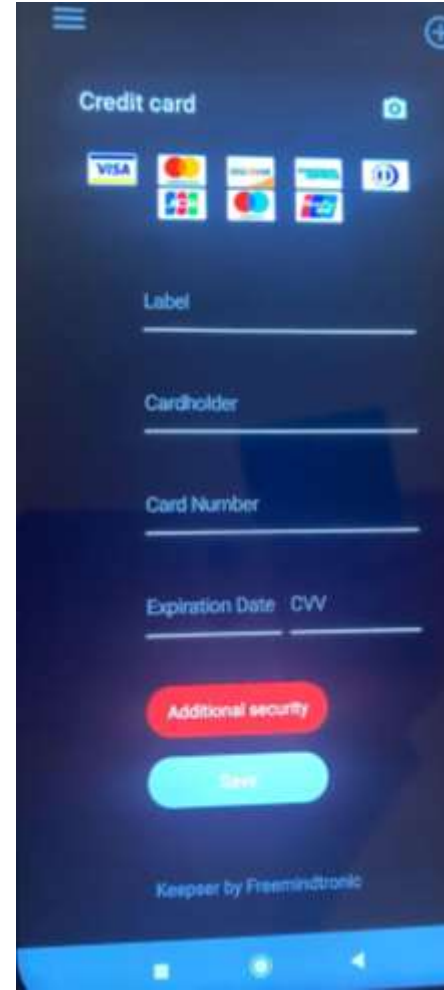 Credit card
VISA
Label
Cardholder
Card Number
Expiration Date CVV
Additional security
Save
Keepser by Freemindtronic